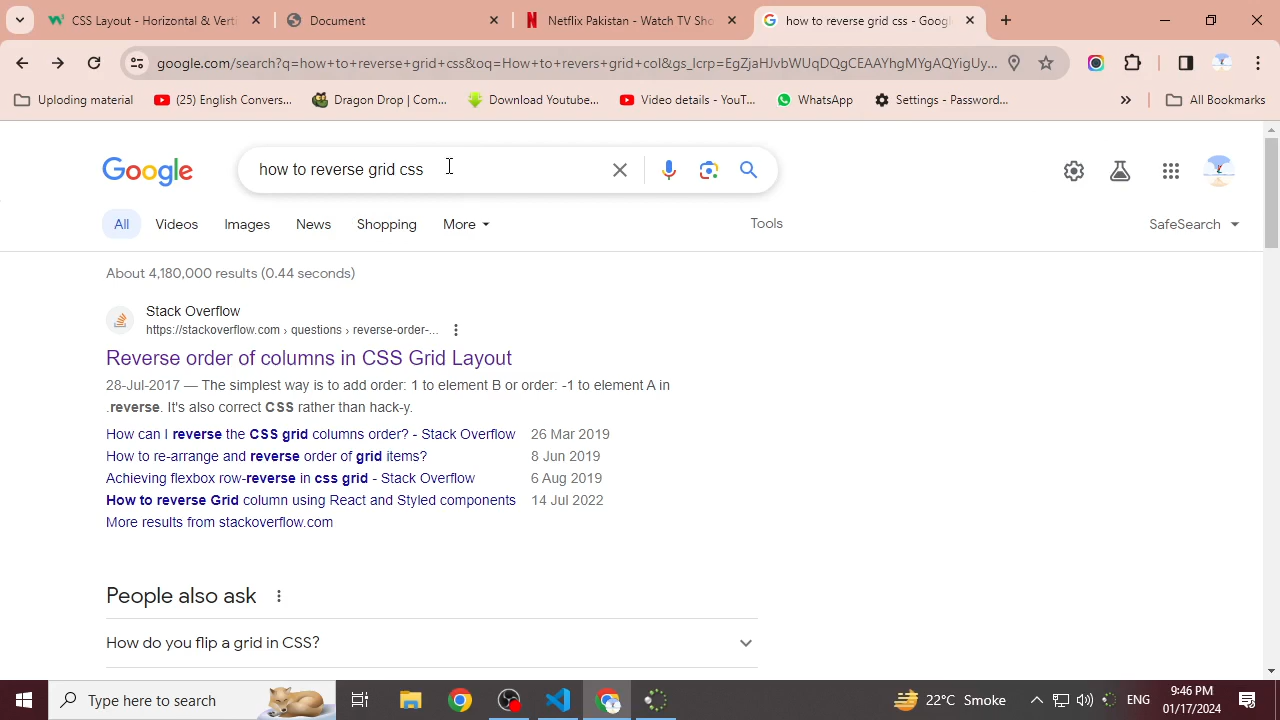 CSS Layout - Horizontal & Verti
Document
Netflix Pakistan - Watch TV Sho
how to reverse grid css - Googl
google.com/search?q=how+to+reverse+grid+css&oq=How+to+revers+grid+col&gs_lcrp=EgZjaHJvbWUqDQgCEAAYhgMYgAQYigUy...
Uploding material
(25) English Convers...
Dragon Drop | Com...
Download Youtube...
Video details - YouT...
WhatsApp
Settings - Password...
»
All Bookmarks
Google
how to reverse grid css
All
Videos
Images
News
Shopping
More
Tools
SafeSearch
About 4,180,000 results (0.44 seconds)
Stack Overflow
https://stackoverflow.com › questions › reverse-order-...
Reverse order of columns in CSS Grid Layout
28-Jul-2017 — The simplest way is to add order: 1 to element B or order: -1 to element A in
.reverse. It's also correct CSS rather than hack-y.
How can I reverse the CSS grid columns order? - Stack Overflow 26 Mar 2019
How to re-arrange and reverse order of grid items? 8 Jun 2019
Achieving flexbox row-reverse in css grid - Stack Overflow 6 Aug 2019
How to reverse Grid column using React and Styled components 14 Jul 2022
More results from stackoverflow.com
People also ask
How do you flip a grid in CSS?
Type here to search
22°C Smoke
ENG
9:46 PM
01/17/2024